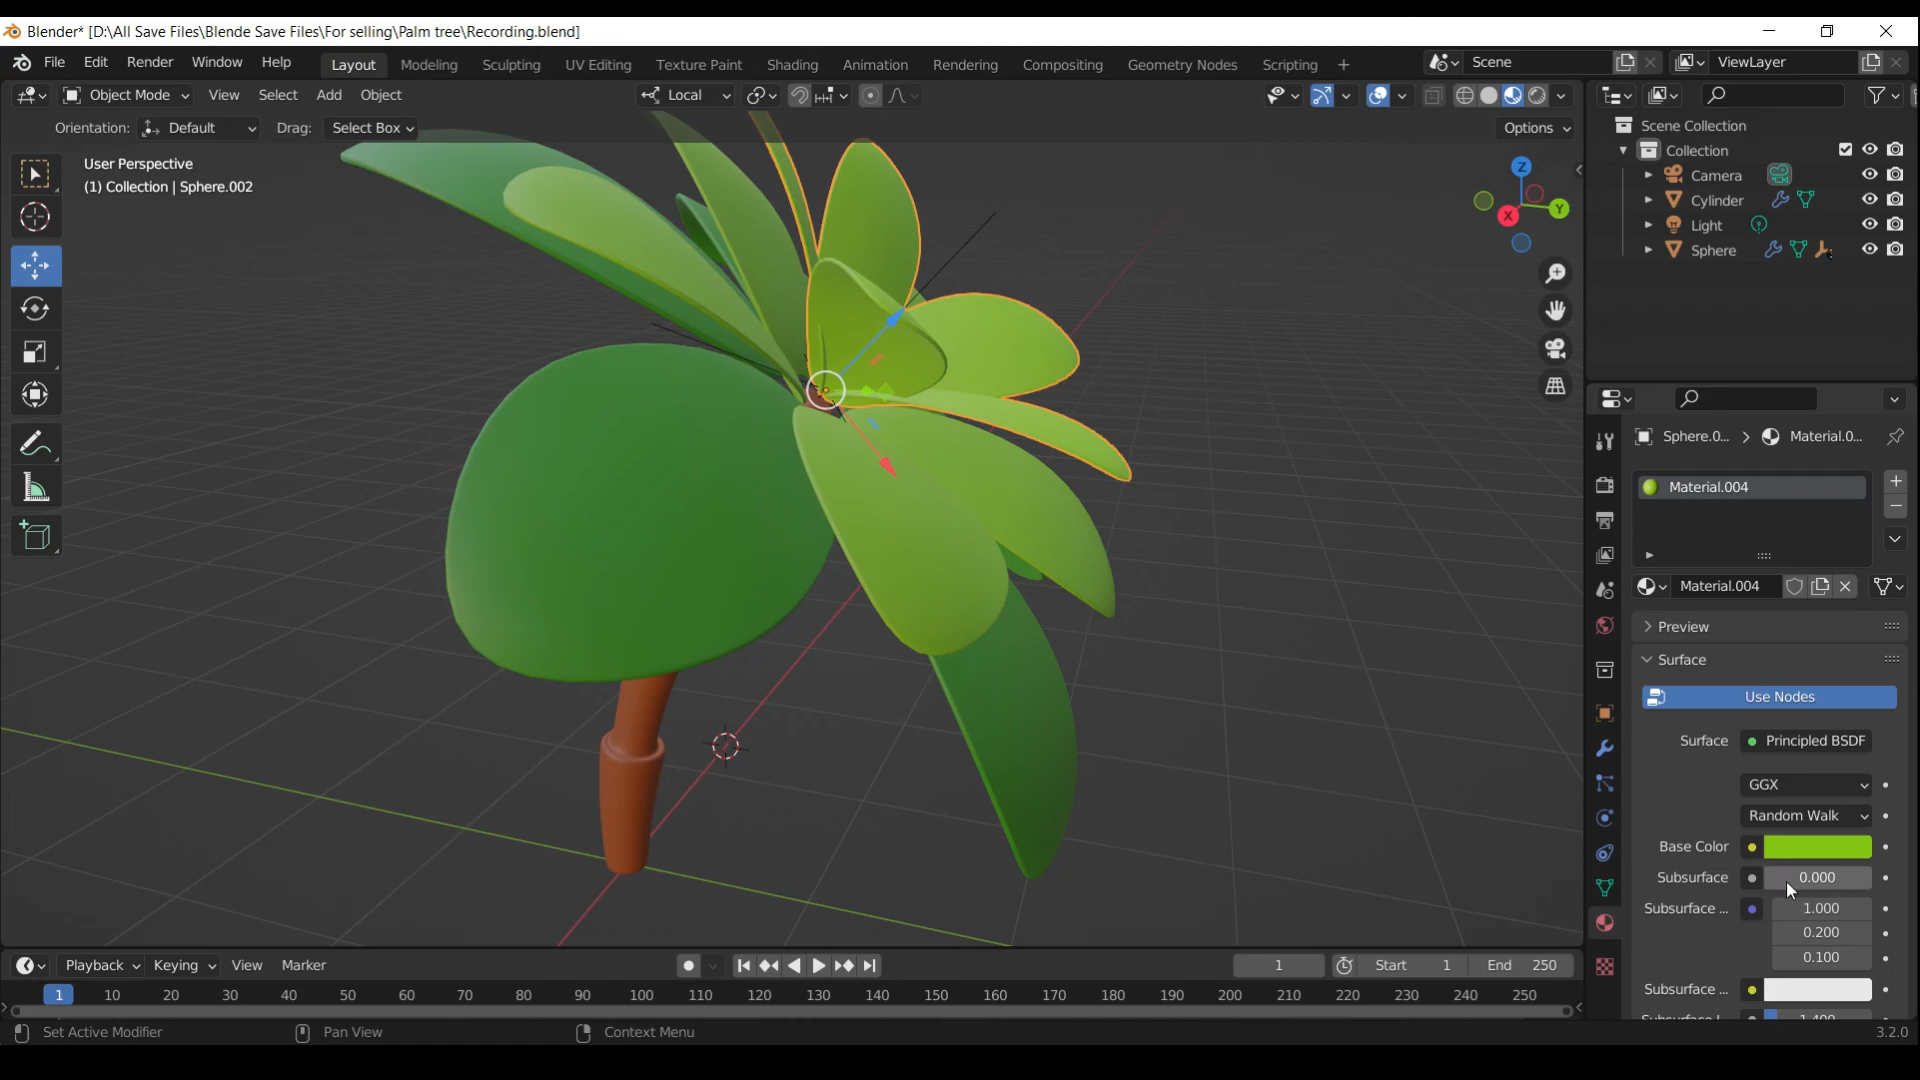 Blender* [D:\All Save Files\Blende Save Files\For selling\Palm tree\Recording.blend]
File Edit Render Window Help Layout Modeling Sculpting UV Editing Texture Paint Shading Animation Rendering Compositing Geometry Nodes Scripting + Scene ViewLayer
Object Mode View Select Add Object Local
Orientation: Default Drag: Select Box Options
User Perspective
(1) Collection | Sphere.002
Z
Y
X
Scene Collection
Collection
Camera
Cylinder
Light
Sphere
Sphere.0... > Material.0...
Material.004
Material.004
Preview
Surface
Use Nodes
Surface Principled BSDF
GGX
Random Walk
Base Color
Subsurface 0.000
Subsurface ... 1.000
0.200
0.100
Subsurface ...
Playback Keying View Marker 1 Start 1 End 250
1 10 20 30 40 50 60 70 80 90 100 110 120 130 140 150 160 170 180 190 200 210 220 230 240 250
Set Active Modifier Pan View Context Menu 3.2.0